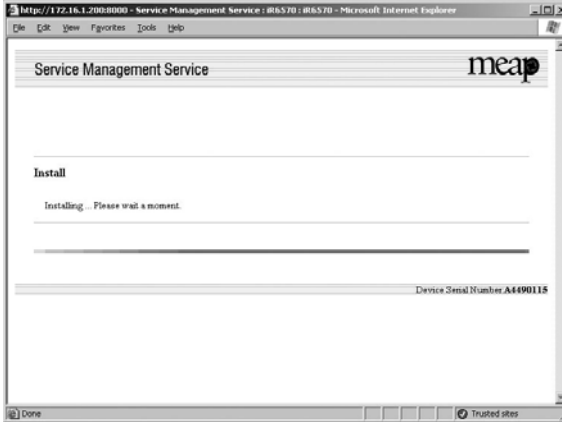 http://172.16.1.200:8000 - Service Management Service : iR6570 : iR6570 - Microsoft Internet Explorer
File Edit View Favorites Tools Help
Service Management Service
meap
Install
Installing ... Please wait a moment.
Device Serial Number A4490115
Done
Trusted sites